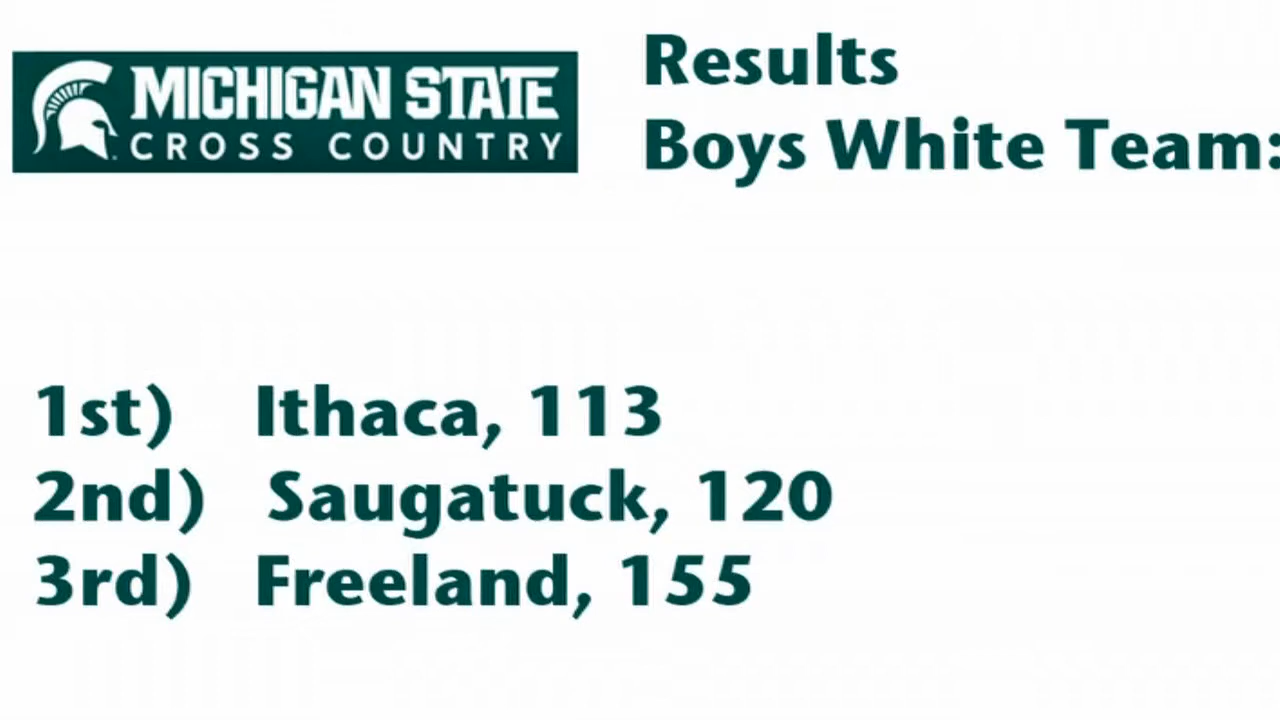 MICHIGAN STATE
CROSS COUNTRY
Results
Boys White Team:
1st) Ithaca, 113
2nd) Saugatuck, 120
3rd) Freeland, 155